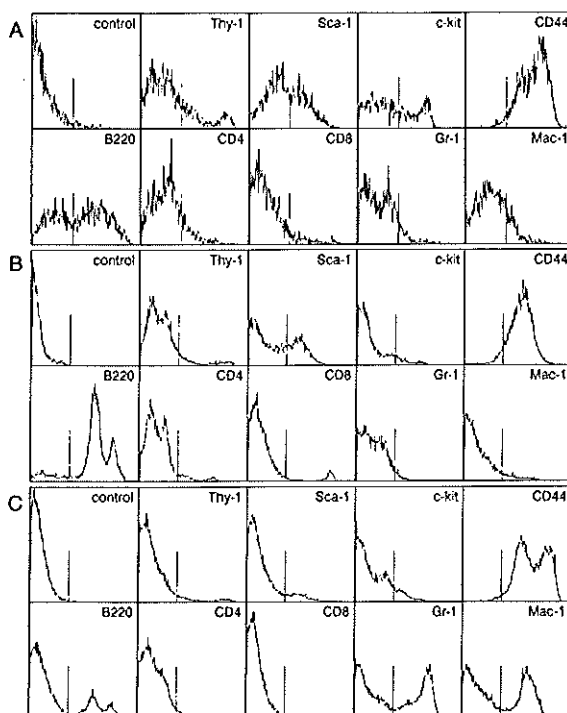 A
control Thy-1 Sca-1 c-kit CD44
B220 CD4 CD8 Gr-1 Mac-1
B
control Thy-1 Sca-1 c-kit CD44
B220 CD4 CD8 Gr-1 Mac-1
C
control Thy-1 Sca-1 c-kit CD44
B220 CD4 CD8 Gr-1 Mac-1